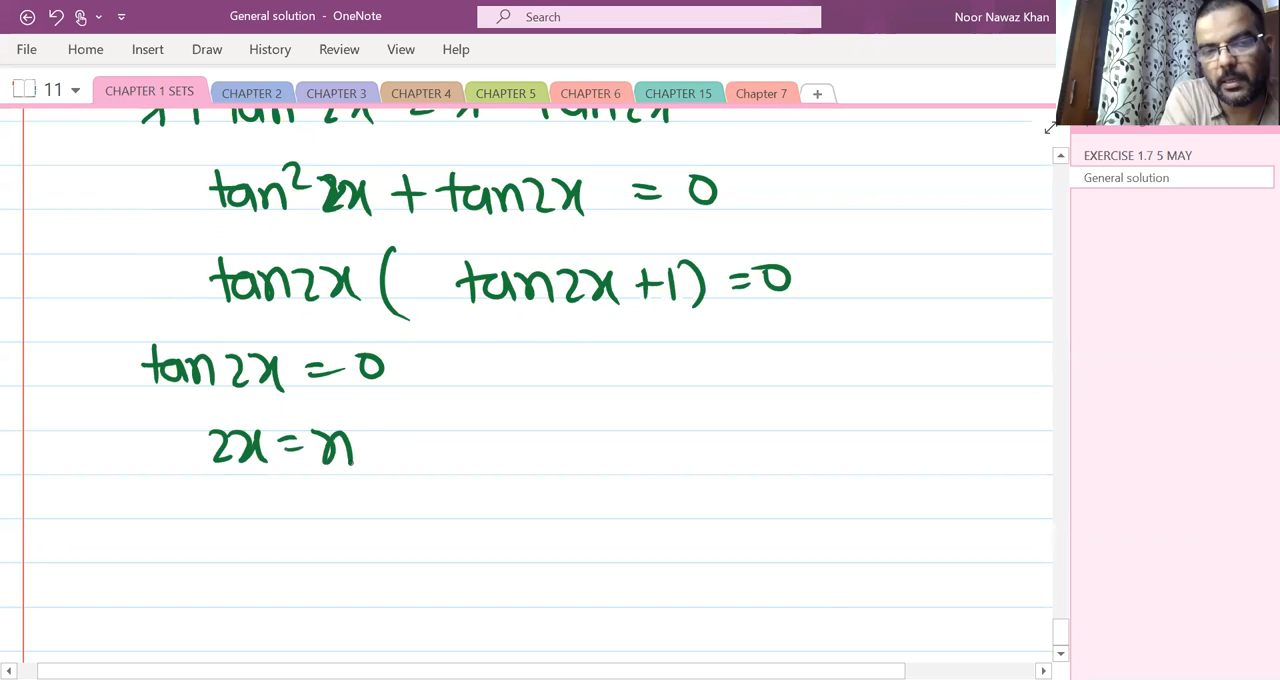 General solution - OneNote
Search
Noor Nawaz Khan
File Home Insert Draw History Review View Help
11
CHAPTER 1 SETS CHAPTER 2 CHAPTER 3 CHAPTER 4 CHAPTER 5 CHAPTER 6 CHAPTER 15 Chapter 7 +
EXERCISE 1.7 5 MAY
General solution
tan² 2x + tan2x = 0
tan2x ( tan2x +1) = 0
tan2x = 0
2x = n